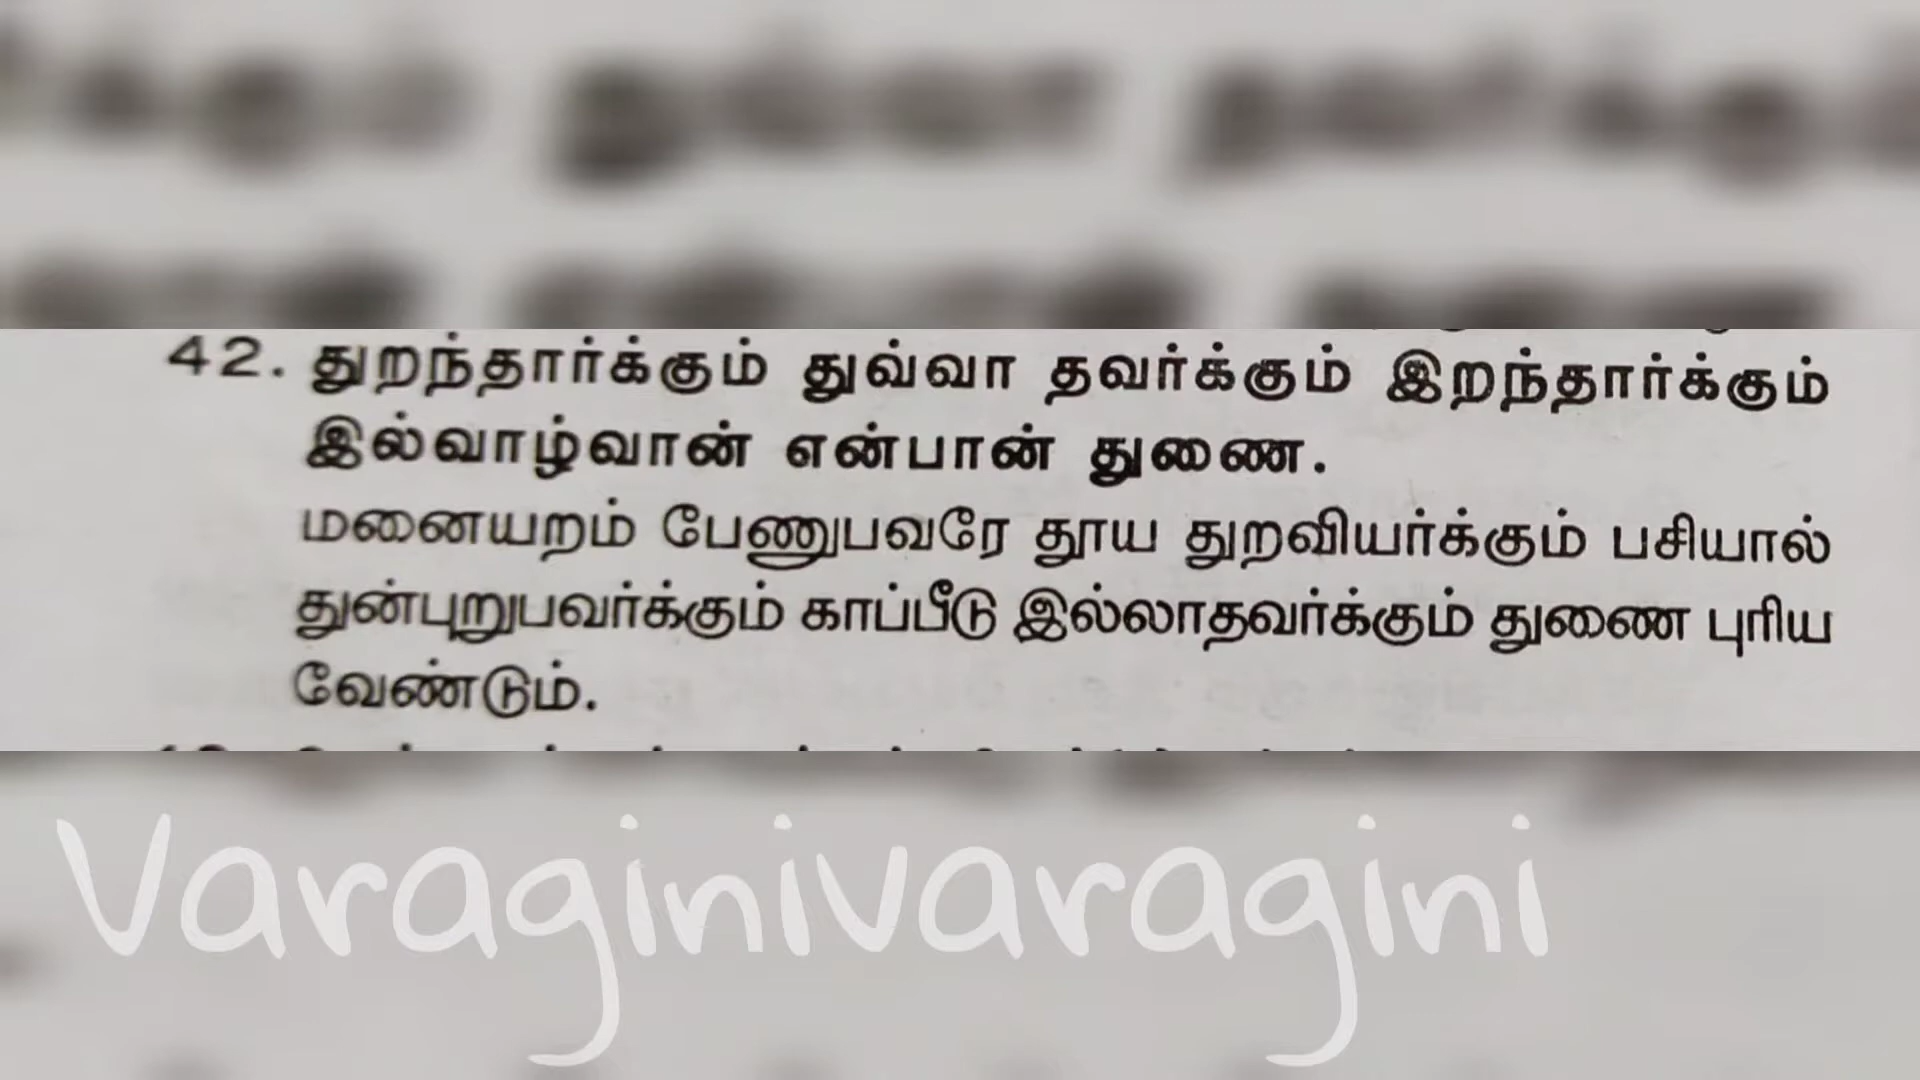 42. துறந்தார்க்கும் துவ்வா தவர்க்கும் இறந்தார்க்கும்
இல்வாழ்வான் என்பான் துணை.
மனையறம் பேணுபவரே தூய துறவியர்க்கும் பசியால்
துன்புறுபவர்க்கும் காப்பீடு இல்லாதவர்க்கும் துணை புரிய
வேண்டும்.
Varaginivaragini